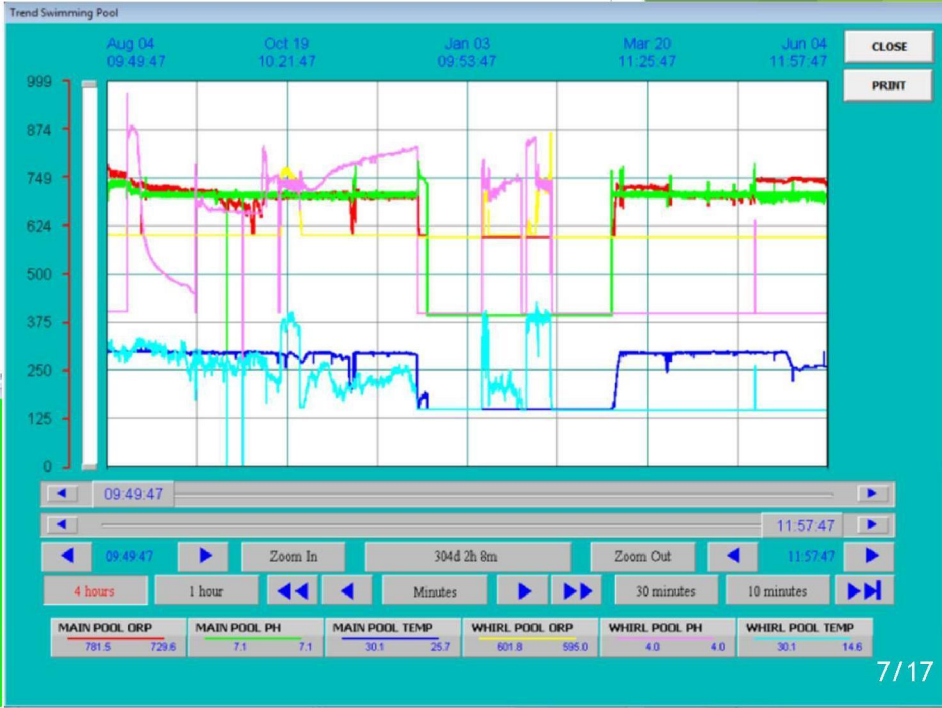 Trend Swimming Pool
Aug 04 Oct 19 Jan 03 Mar 20 Jun 04
09:49:47 10:21:47 09:53:47 11:25:47 11:57:47
CLOSE
PRINT
999
874
749
624
500
375
250
125
0
09:49:47
11:57:47
09:49:47 Zoom In 304d 2h 8m Zoom Out 11:57:47
4 hours 1 hour Minutes 30 minutes 10 minutes
MAIN POOL ORP MAIN POOL PH MAIN POOL TEMP WHIRL POOL ORP WHIRL POOL PH WHIRL POOL TEMP
781.5 729.6 7.1 7.1 30.1 25.7 601.8 595.0 4.0 4.0 30.1 14.6
7/17